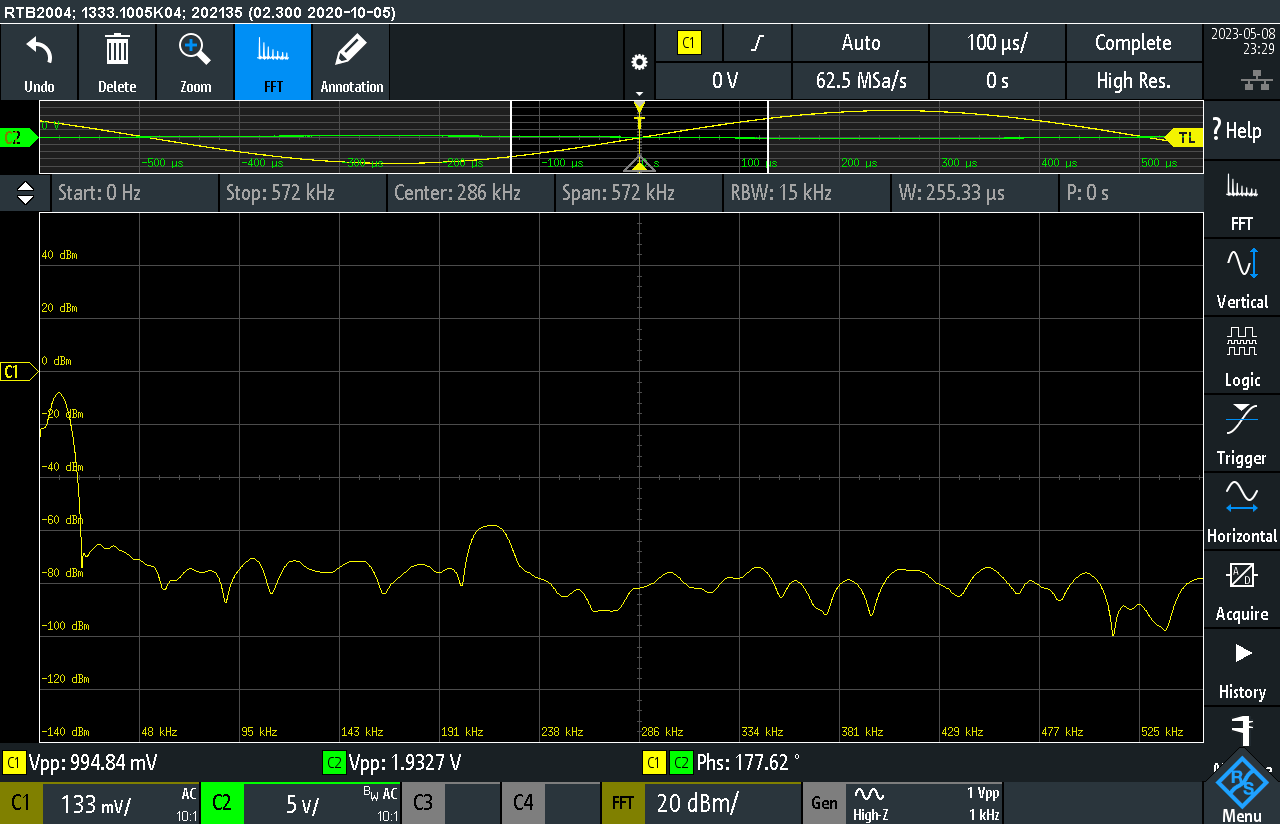 RTB2004; 1333.1005K04; 202135 (02.300 2020-10-05)
Undo
Delete
Zoom
FFT
Annotation
C1
Auto
100 µs/
Complete
0 V
62.5 MSa/s
0 s
High Res.
2023-05-08
23:29
C2
0 V
T
TL
-500 µs
-400 µs
-300 µs
-200 µs
-100 µs
100 µs
200 µs
300 µs
400 µs
500 µs
? Help
Start: 0 Hz
Stop: 572 kHz
Center: 286 kHz
Span: 572 kHz
RBW: 15 kHz
W: 255.33 µs
P: 0 s
40 dBm
20 dBm
0 dBm
C1
-20 dBm
-40 dBm
-60 dBm
-80 dBm
-100 dBm
-120 dBm
-140 dBm
48 kHz
95 kHz
143 kHz
191 kHz
238 kHz
286 kHz
334 kHz
381 kHz
429 kHz
477 kHz
525 kHz
FFT
Vertical
Logic
Trigger
Horizontal
A/D
Acquire
History
R&S
Menu
C1 Vpp: 994.84 mV
C2 Vpp: 1.9327 V
C1 C2 Phs: 177.62 °
C1
133 mV/
AC
10:1
C2
5 V/
BW AC
10:1
C3
C4
FFT
20 dBm/
Gen
High-Z
1 Vpp
1 kHz